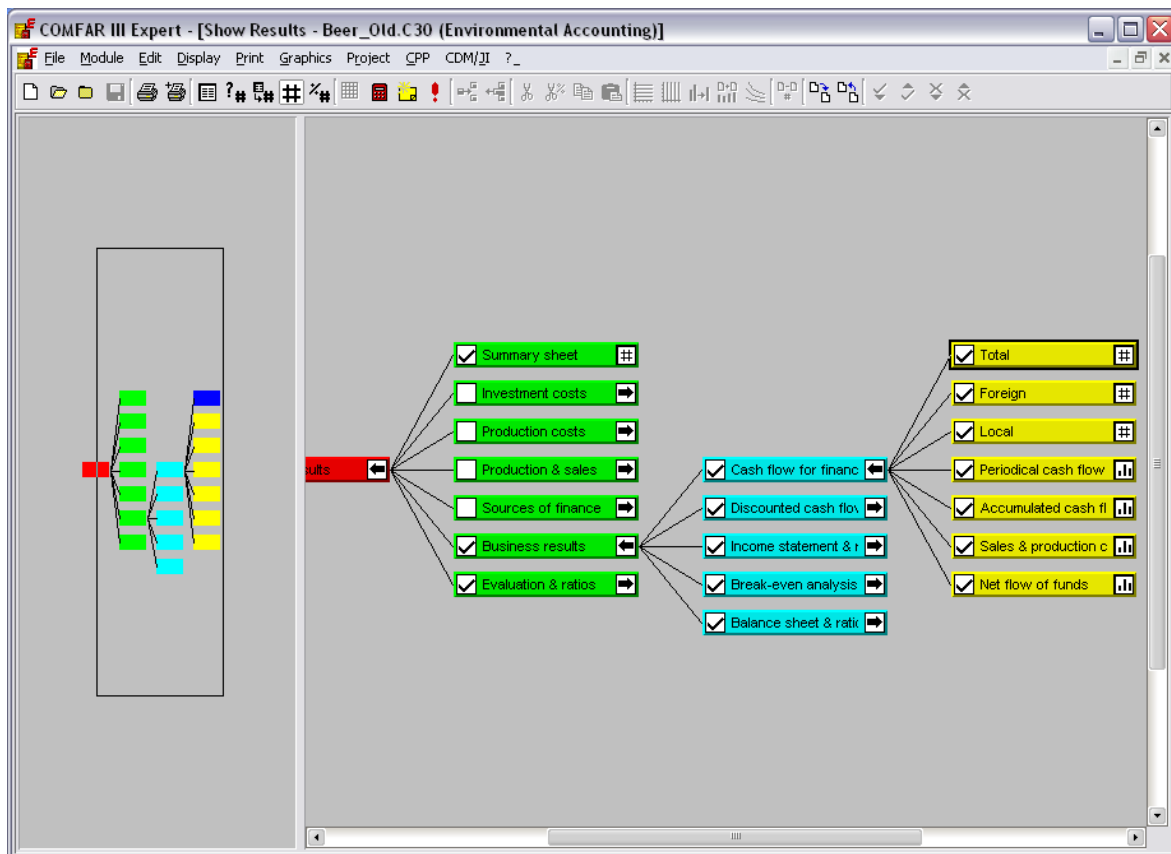 COMFAR III Expert - [Show Results - Beer_Old.C30 (Environmental Accounting)]
File Module Edit Display Print Graphics Project CPP CDM/JI ?_
Summary sheet
Investment costs
Production costs
Production & sales
Sources of finance
Business results
Evaluation & ratios
ults
Cash flow for financ
Discounted cash flow
Income statement & r
Break-even analysis
Balance sheet & ratio
Total
Foreign
Local
Periodical cash flow
Accumulated cash fl
Sales & production c
Net flow of funds